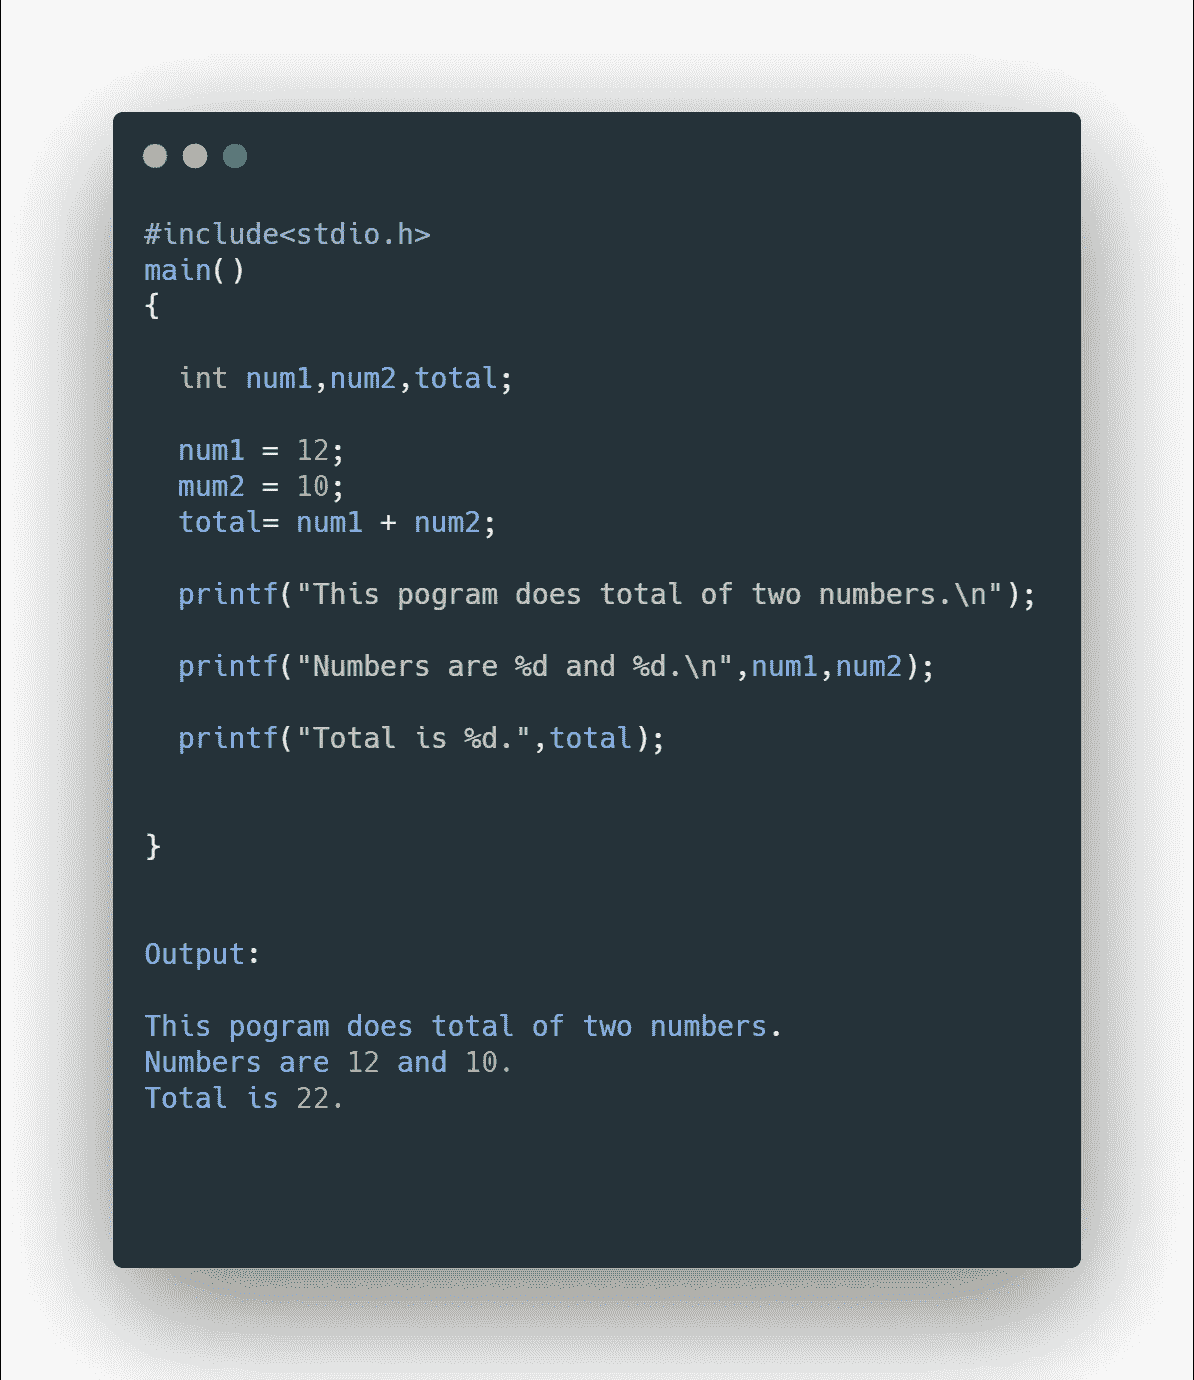 #include<stdio.h>
main()
{
int num1,num2,total;
num1 = 12;
mum2 = 10;
total= num1 + num2;
printf("This pogram does total of two numbers.\n");
printf("Numbers are %d and %d.\n",num1,num2);
printf("Total is %d.",total);
}
Output:
This pogram does total of two numbers.
Numbers are 12 and 10.
Total is 22.